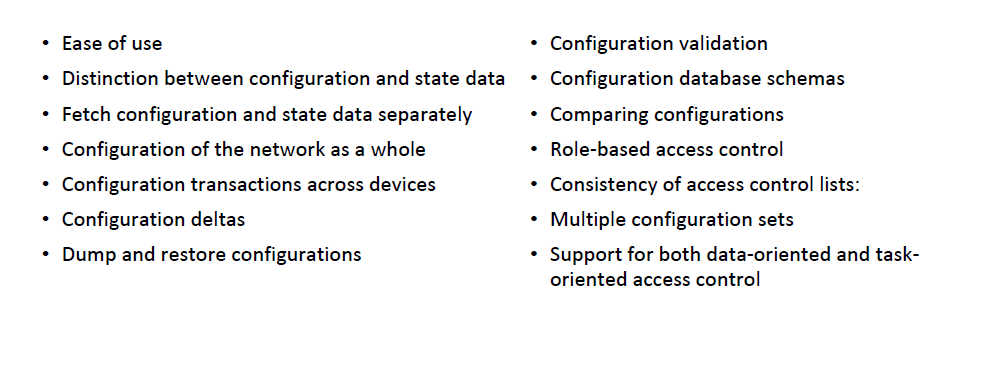 • Ease of use
• Distinction between configuration and state data
• Fetch configuration and state data separately
• Configuration of the network as a whole
• Configuration transactions across devices
• Configuration deltas
• Dump and restore configurations
• Configuration validation
• Configuration database schemas
• Comparing configurations
• Role-based access control
• Consistency of access control lists:
• Multiple configuration sets
• Support for both data-oriented and task-
oriented access control